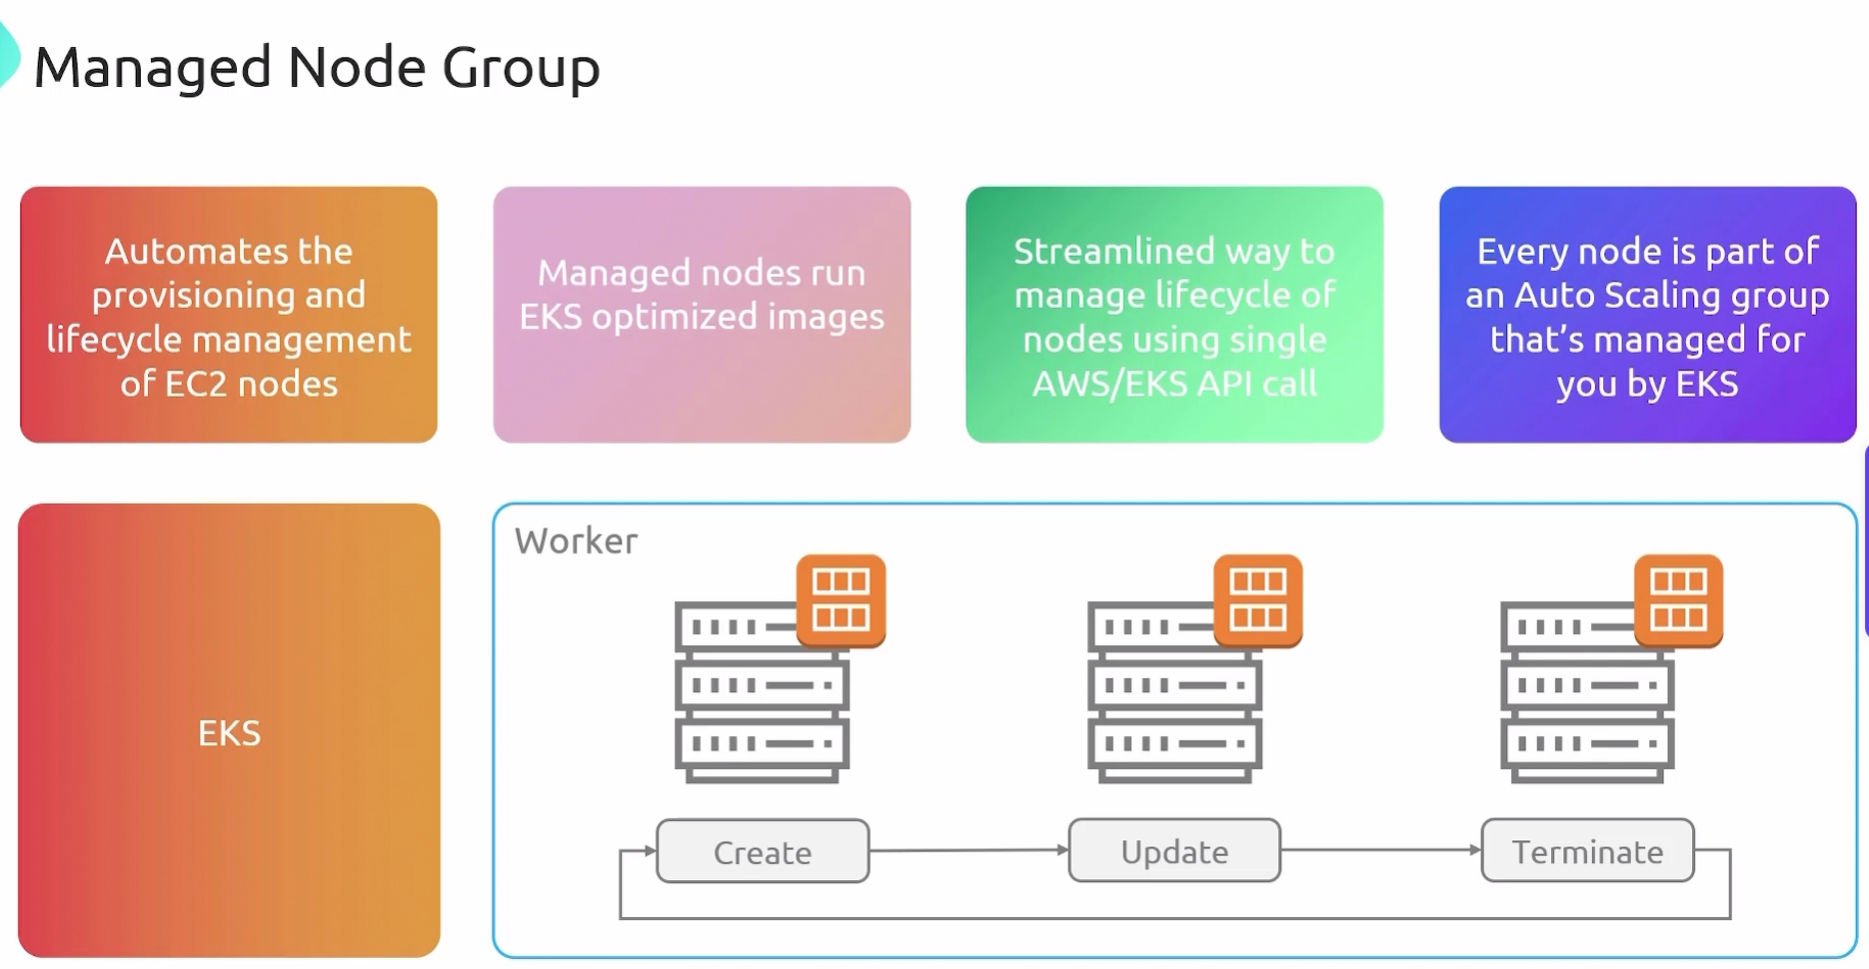 Managed Node Group
Automates the
provisioning and
lifecycle management
of EC2 nodes
Managed nodes run
EKS optimized images
Streamlined way to
manage lifecycle of
nodes using single
AWS/EKS API call
Every node is part of
an Auto Scaling group
that’s managed for
you by EKS
EKS
Worker
Create
Update
Terminate